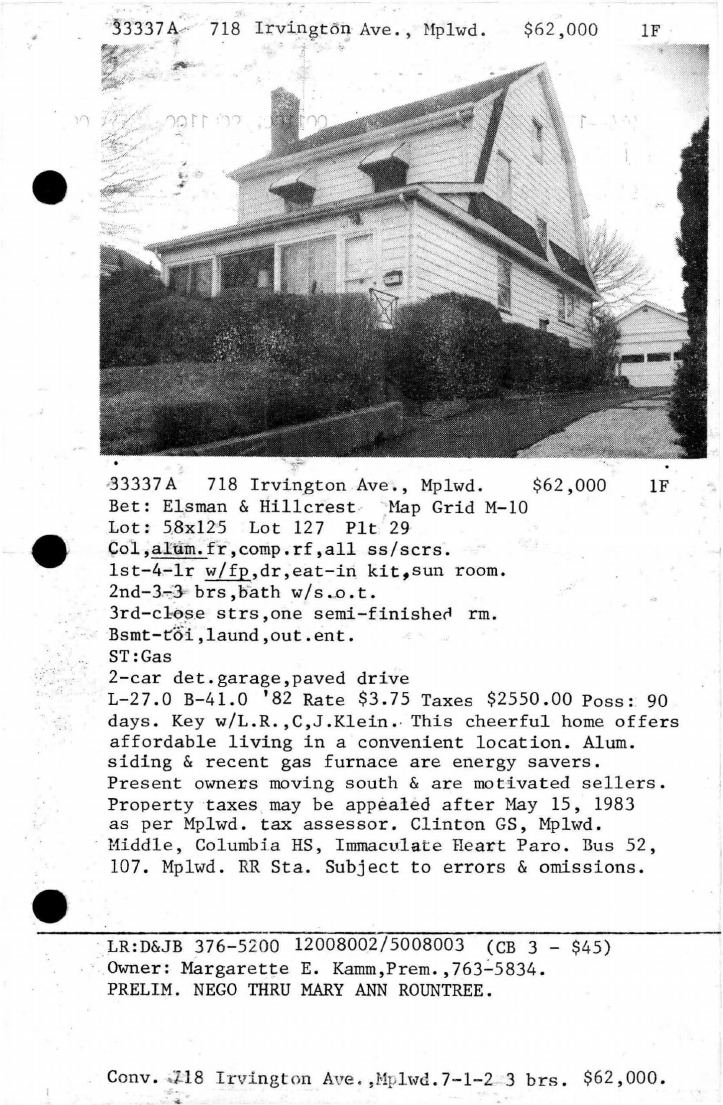 33337A 718 Irvington Ave., Mplwd. $62,000 1F
33337A 718 Irvington Ave., Mplwd. $62,000 1F
Bet: Elsman & Hillcrest Map Grid M-10
Lot: 58x125 Lot 127 Plt 29
Col,alum.fr,comp.rf,all ss/scrs.
1st-4-lr w/fp,dr,eat-in kit,sun room.
2nd-3-3 brs,bath w/s.o.t.
3rd-close strs,one semi-finished rm.
Bsmt-toi,laund,out.ent.
ST:Gas
2-car det.garage,paved drive
L-27.0 B-41.0 '82 Rate $3.75 Taxes $2550.00 Poss: 90
days. Key w/L.R.,C,J.Klein. This cheerful home offers
affordable living in a convenient location. Alum.
siding & recent gas furnace are energy savers.
Present owners moving south & are motivated sellers.
Property taxes may be appealed after May 15, 1983
as per Mplwd. tax assessor. Clinton GS, Mplwd.
Middle, Columbia HS, Immaculate Heart Paro. Bus 52,
107. Mplwd. RR Sta. Subject to errors & omissions.
LR:D&JB 376-5200 12008002/5008003 (CB 3 - $45)
Owner: Margarette E. Kamm,Prem.,763-5834.
PRELIM. NEGO THRU MARY ANN ROUNTREE.
Conv. 718 Irvington Ave.,Mplwd.7-1-2 3 brs. $62,000.